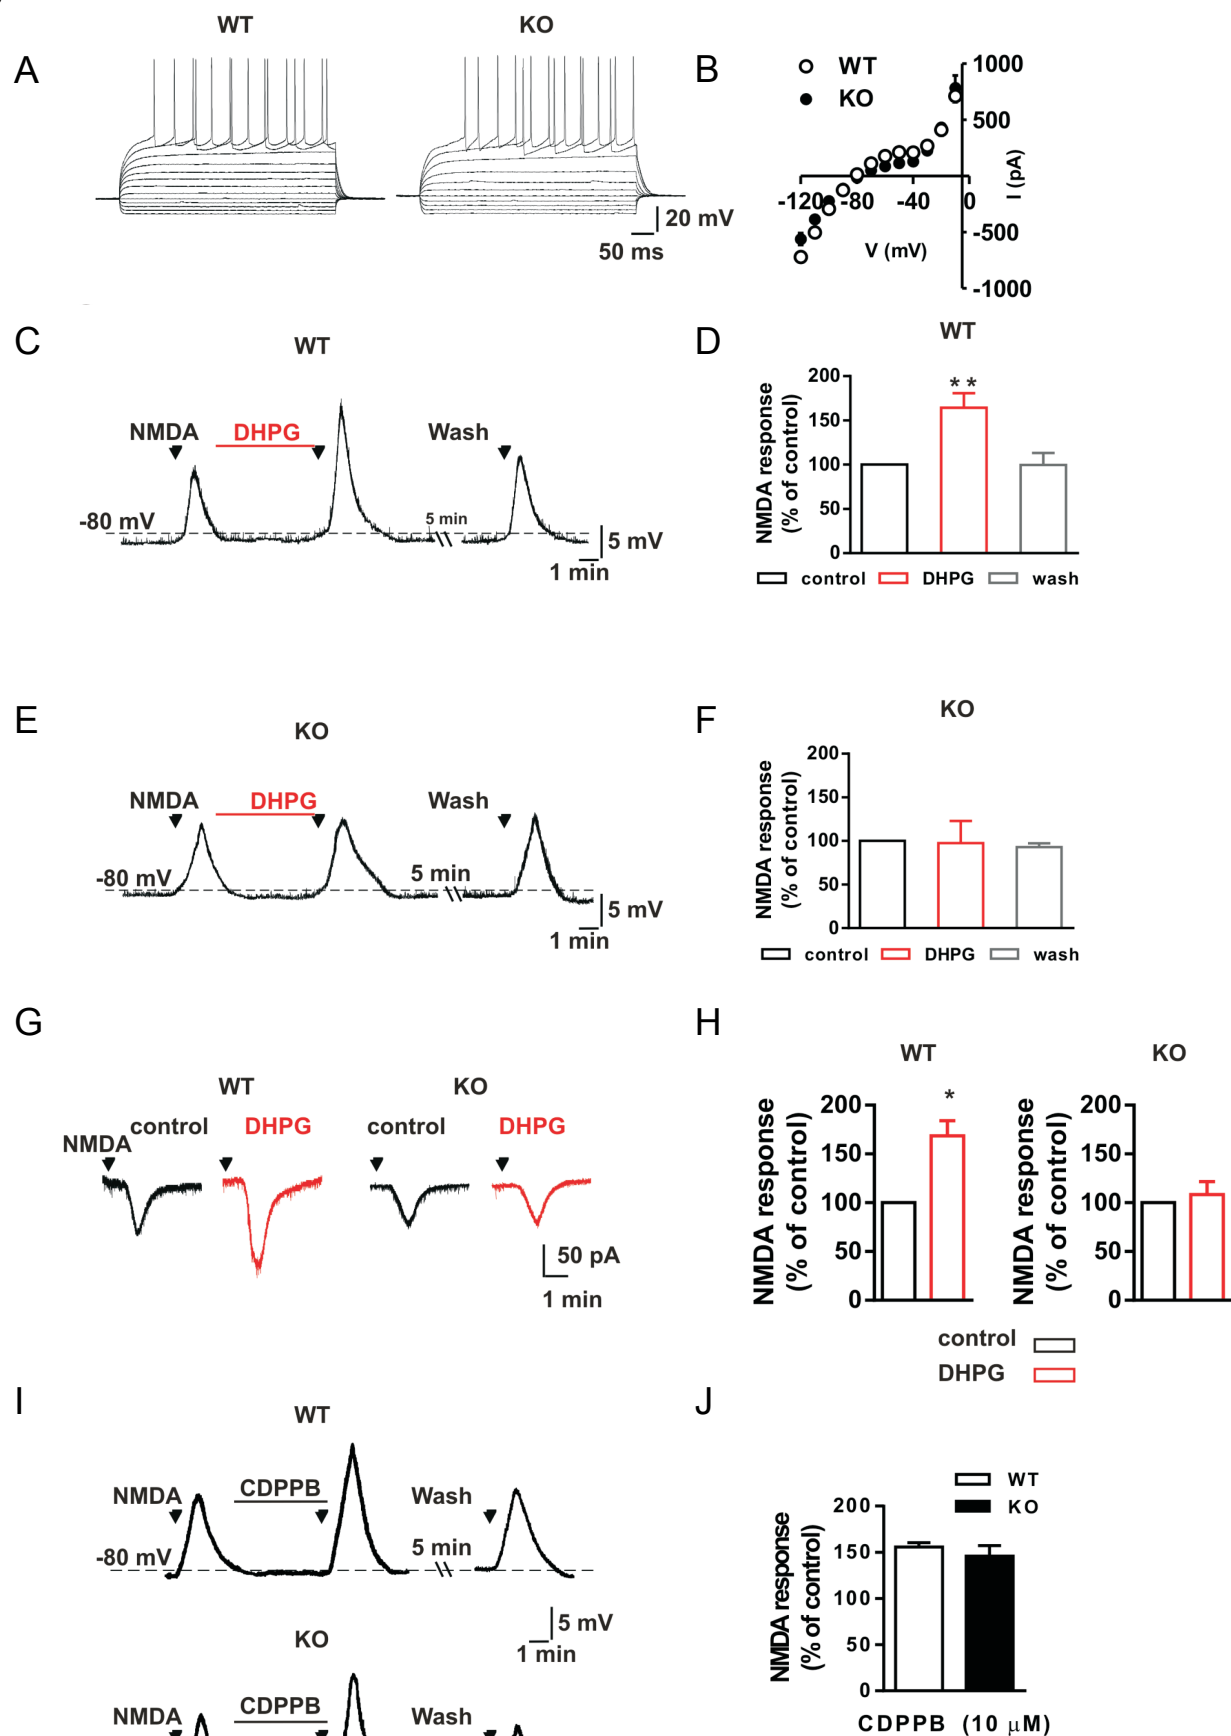 WT
KO
A
20 mV
50 ms
B
WT
KO
1000
500
-120
-80
-40
0
-500
-1000
I (pA)
V (mV)
C
WT
NMDA
DHPG
Wash
-80 mV
5 min
5 mV
1 min
D
WT
NMDA response
(% of control)
200
150
100
50
0
**
control
DHPG
wash
E
KO
NMDA
DHPG
Wash
-80 mV
5 min
5 mV
1 min
F
KO
NMDA response
(% of control)
200
150
100
50
0
control
DHPG
wash
G
WT
KO
control
DHPG
control
DHPG
NMDA
50 pA
1 min
H
WT
KO
NMDA response
(% of control)
200
150
100
50
0
*
NMDA response
(% of control)
200
150
100
50
0
control
DHPG
I
WT
NMDA
CDPPB
Wash
-80 mV
5 min
5 mV
1 min
KO
NMDA
CDPPB
Wash
J
WT
KO
NMDA response
(% of control)
200
150
100
50
0
CDPPB (10 µM)